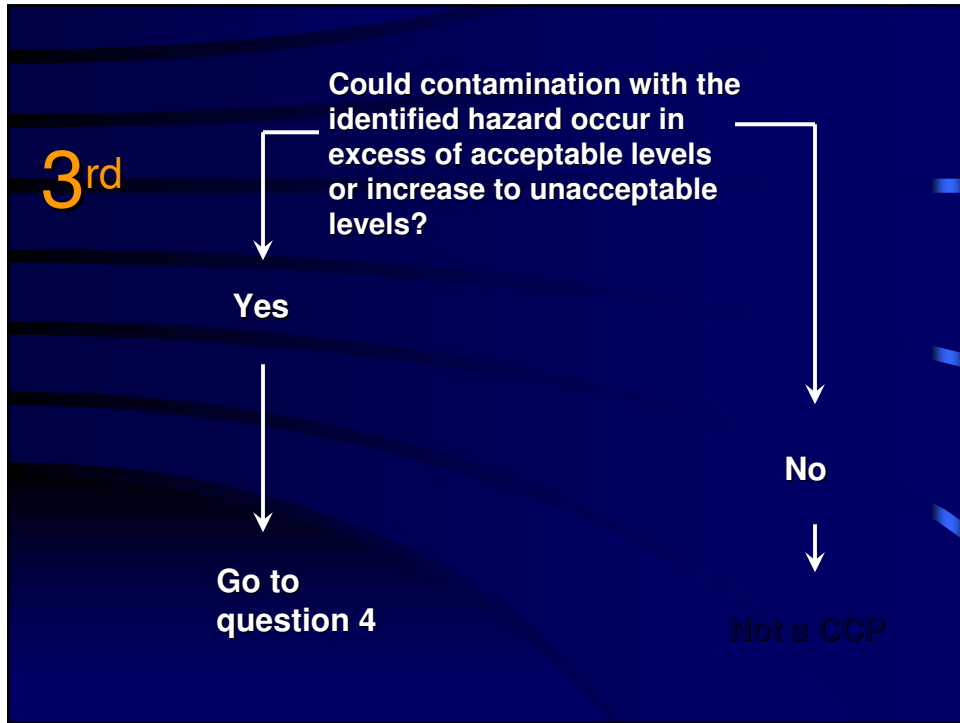 3rd
Could contamination with the
identified hazard occur in
excess of acceptable levels
or increase to unacceptable
levels?
Yes
No
Go to
question 4
Not a CCP